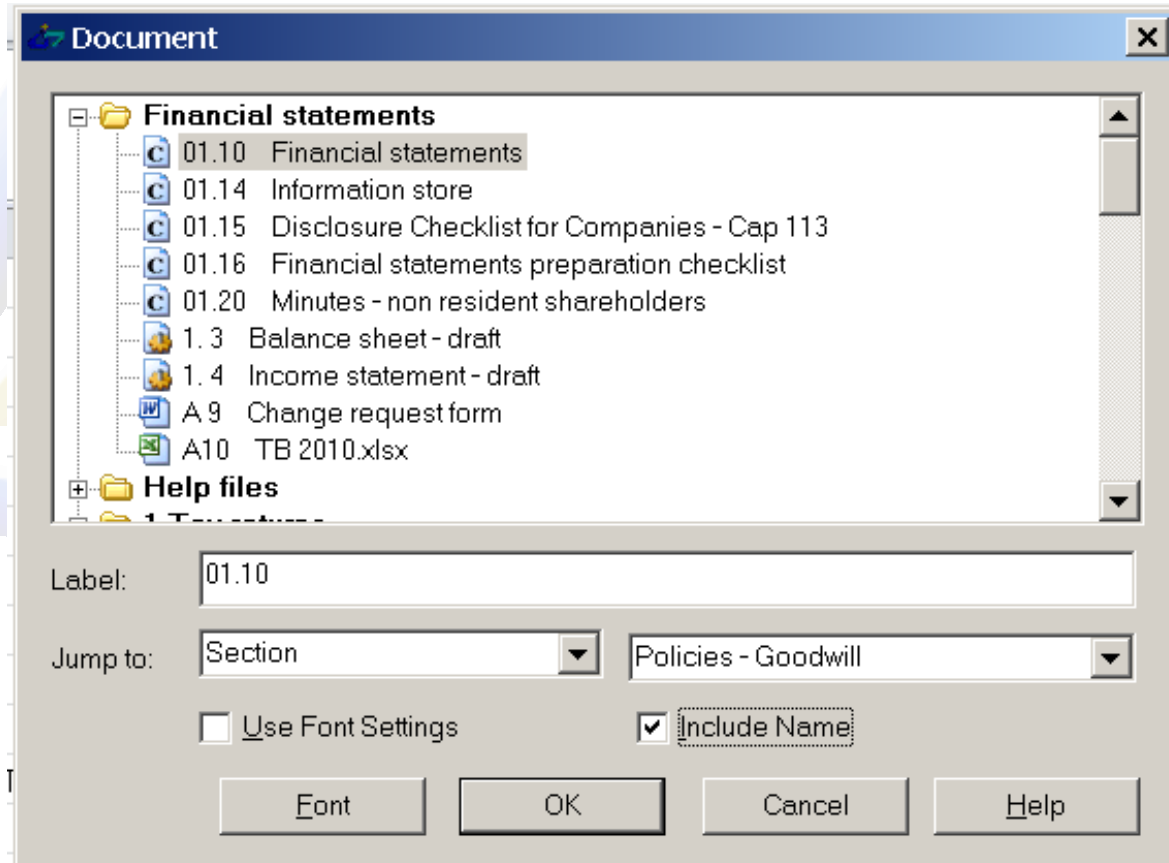 Document
Financial statements
01.10 Financial statements
01.14 Information store
01.15 Disclosure Checklist for Companies - Cap 113
01.16 Financial statements preparation checklist
01.20 Minutes - non resident shareholders
1. 3 Balance sheet - draft
1. 4 Income statement - draft
A 9 Change request form
A10 TB 2010.xlsx
Help files
Label: 01.10
Jump to: Section Policies - Goodwill
Use Font Settings Include Name
Font OK Cancel Help